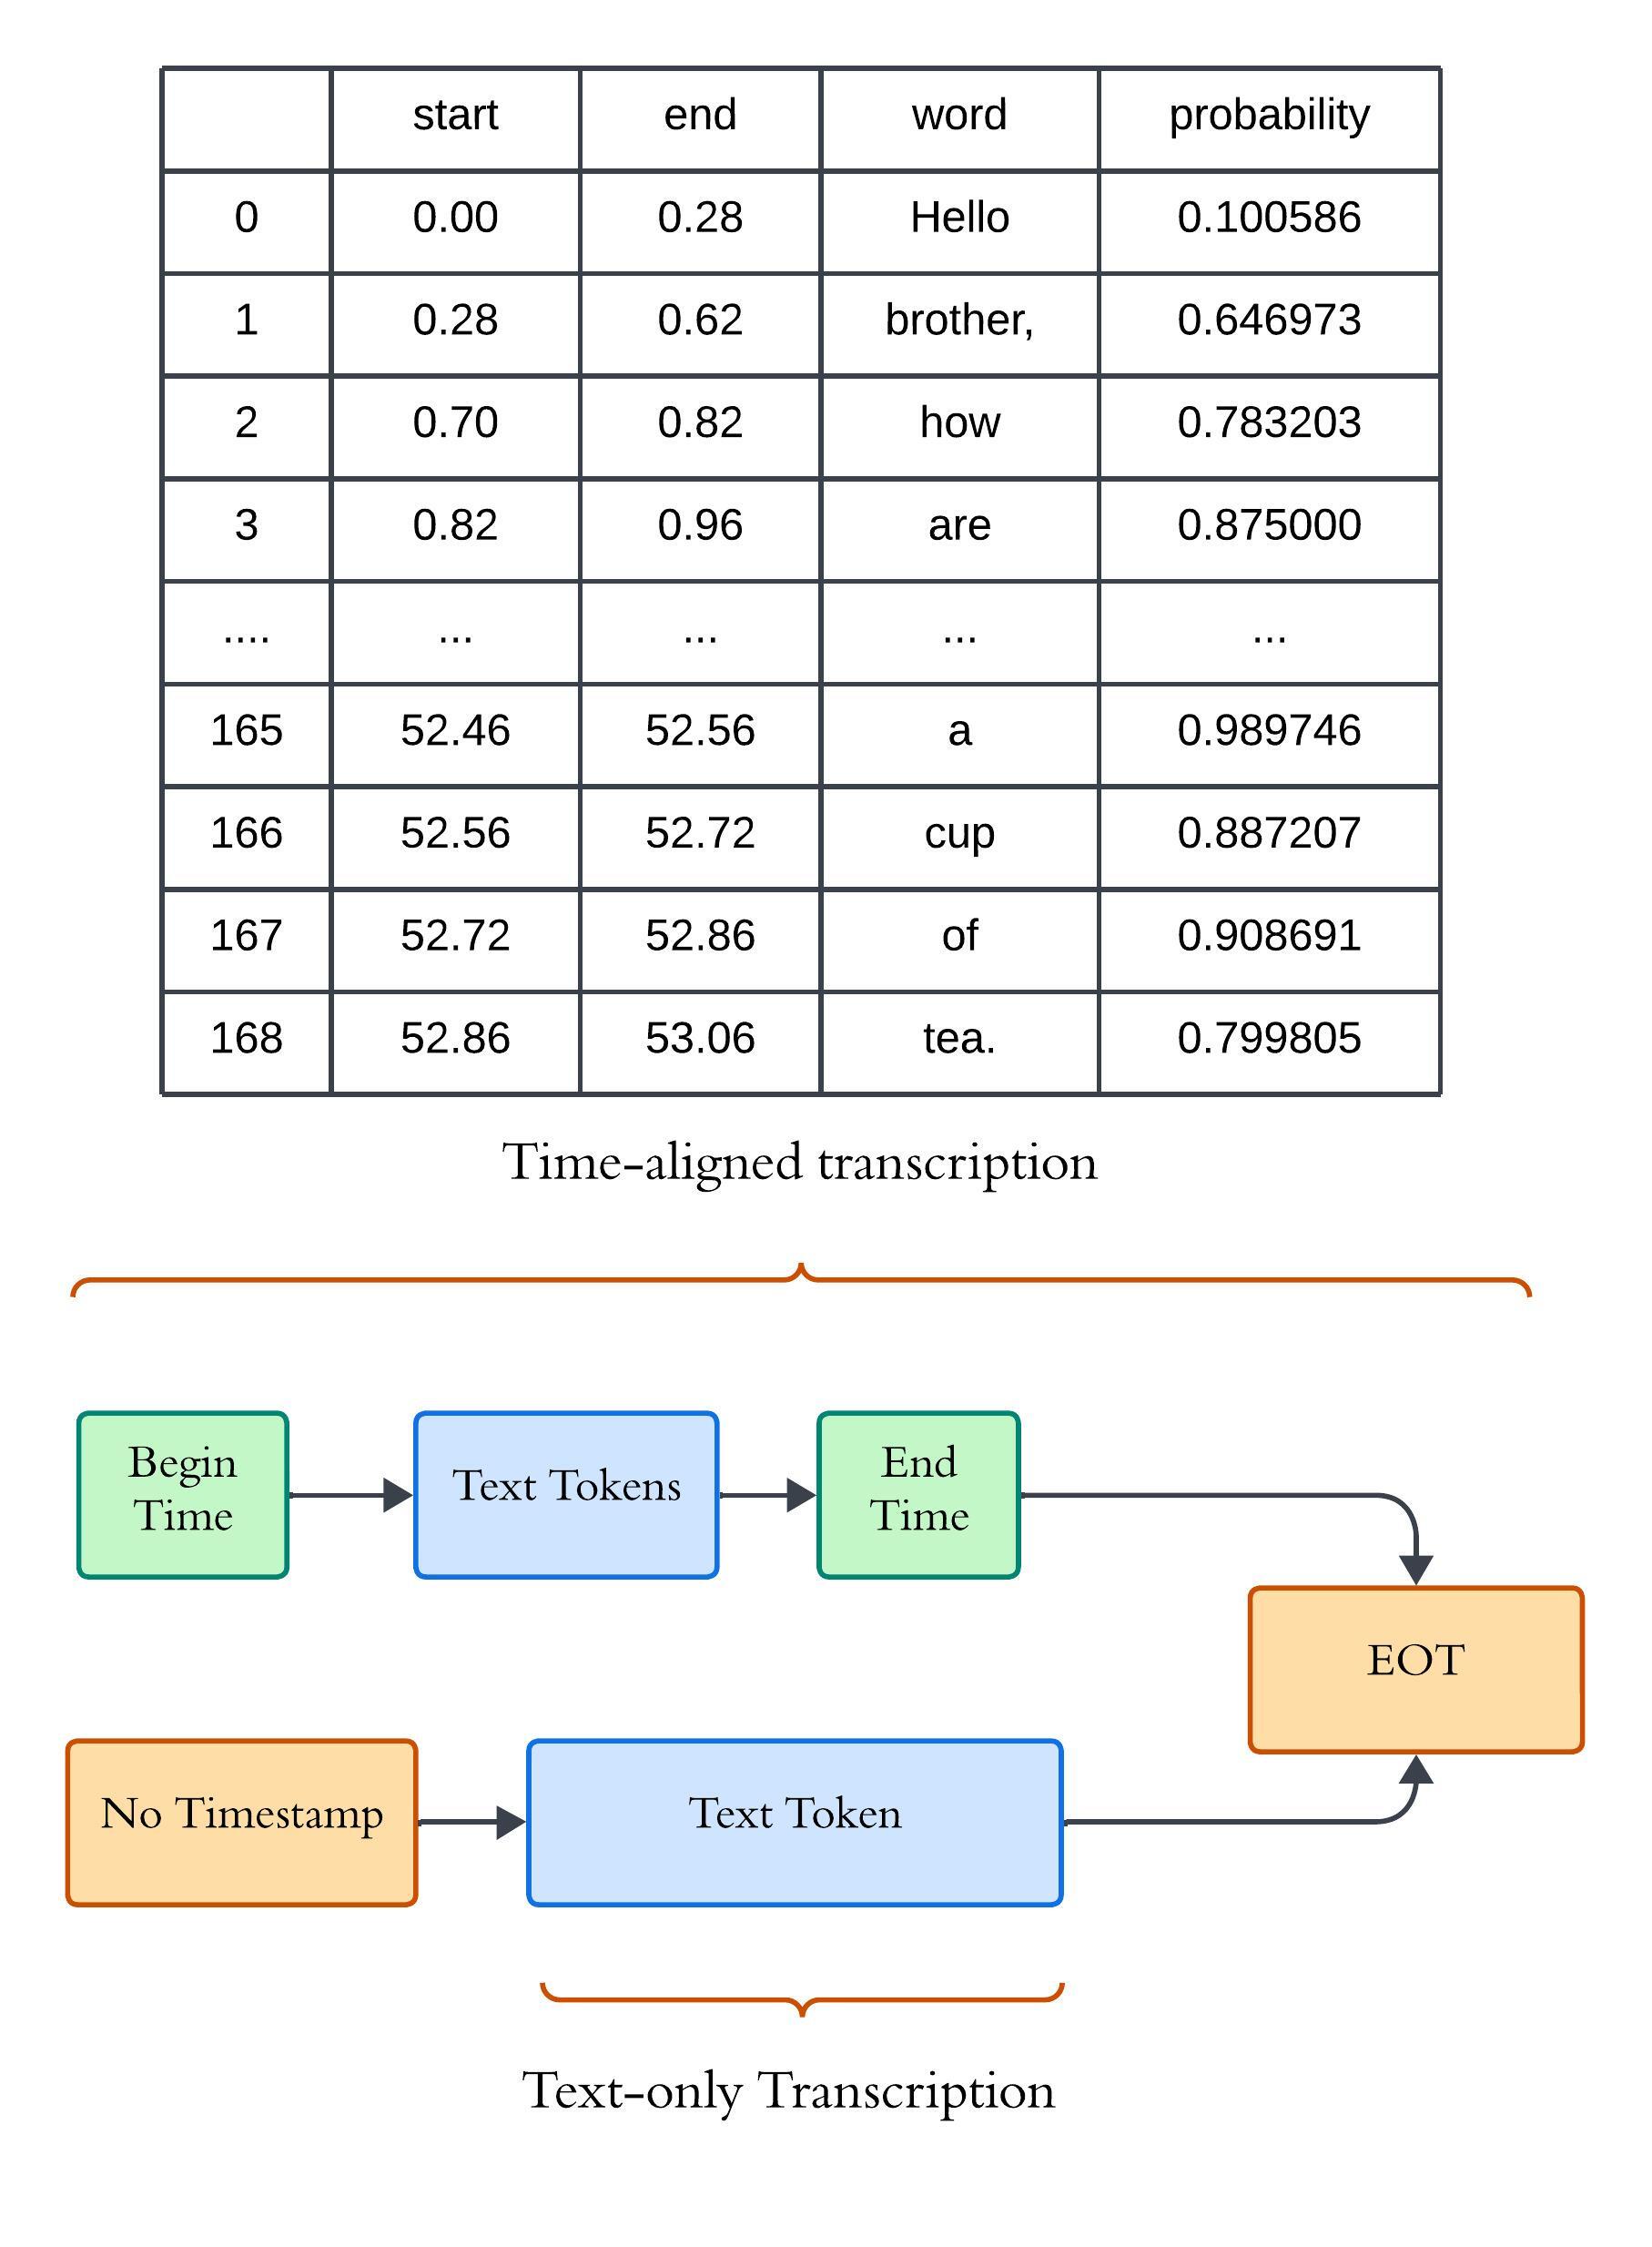 start end word probability
0 0.00 0.28 Hello 0.100586
1 0.28 0.62 brother, 0.646973
2 0.70 0.82 how 0.783203
3 0.82 0.96 are 0.875000
.... ... ... ... ...
165 52.46 52.56 a 0.989746
166 52.56 52.72 cup 0.887207
167 52.72 52.86 of 0.908691
168 52.86 53.06 tea. 0.799805
Time-aligned transcription
Begin
Time
Text Tokens
End
Time
EOT
No Timestamp
Text Token
Text-only Transcription